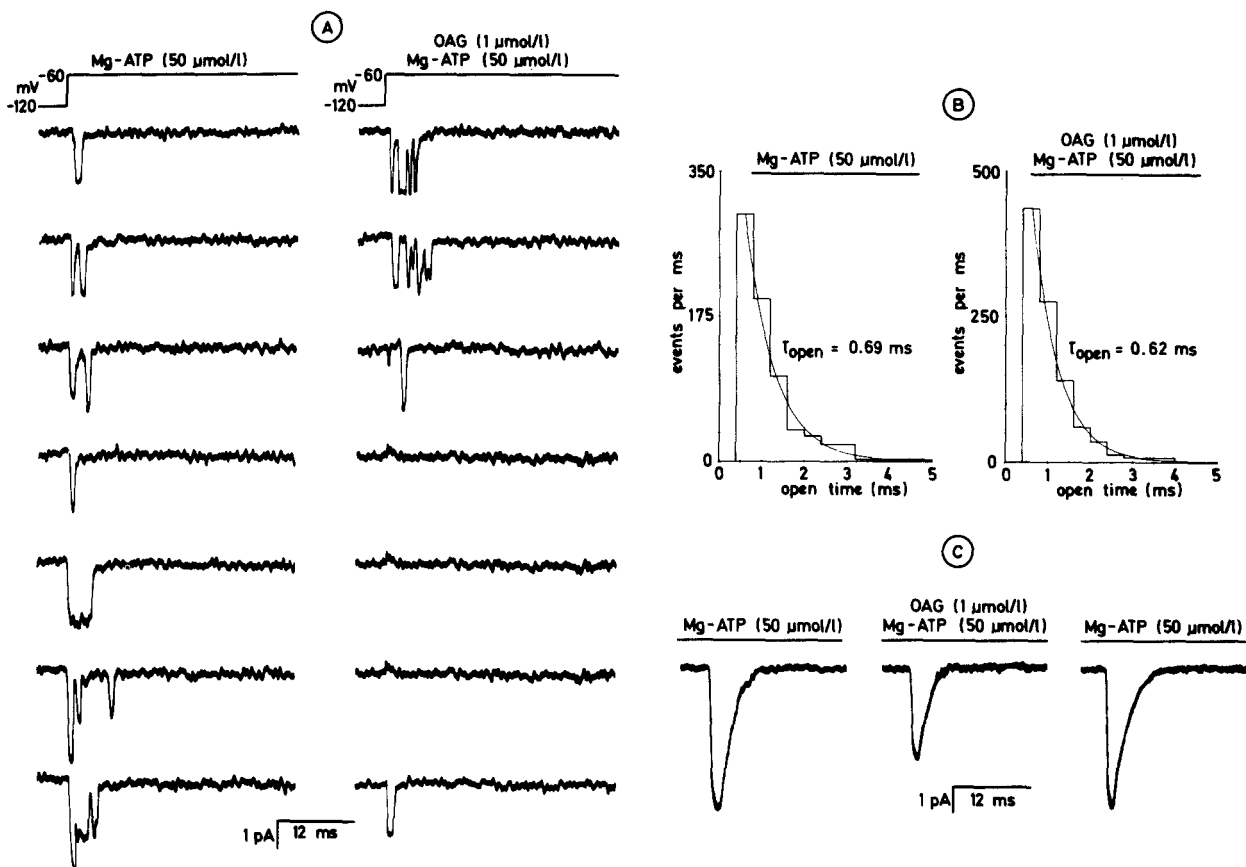 A
Mg-ATP (50 µmol/l)
OAG (1 µmol/l)
Mg-ATP (50 µmol/l)
mV
-60
-120
mV
-60
-120
1 pA
12 ms
B
Mg-ATP (50 µmol/l)
OAG (1 µmol/l)
Mg-ATP (50 µmol/l)
350
175
0
events per ms
τopen = 0.69 ms
0 1 2 3 4 5
open time (ms)
500
250
0
events per ms
τopen = 0.62 ms
0 1 2 3 4 5
open time (ms)
C
Mg-ATP (50 µmol/l)
OAG (1 µmol/l)
Mg-ATP (50 µmol/l)
Mg-ATP (50 µmol/l)
1 pA
12 ms